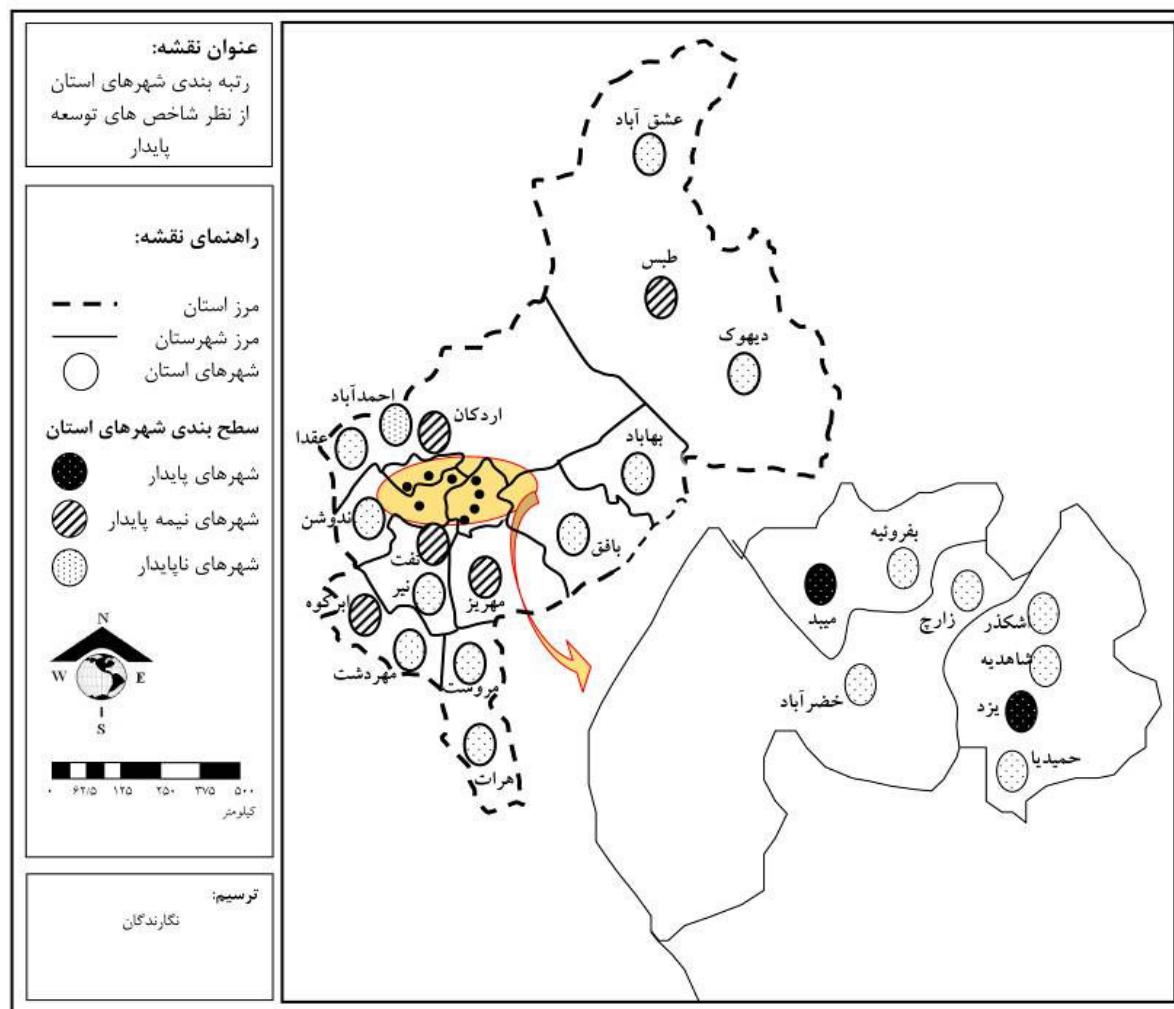 عنوان نقشه:
رتبه بندی شهرهای استان
از نظر شاخص های توسعه
پایدار
راهنمای نقشه:
مرز استان
مرز شهرستان
شهرهای استان
سطح بندی شهرهای استان
شهرهای پایدار
شهرهای نیمه پایدار
شهرهای ناپایدار
N
W E
S
۰ ۶۲/۵ ۱۲۵ ۲۵۰ ۳۷۵ ۵۰۰
کیلومتر
ترسیم:
نگارندگان
عشق آباد
طبس
دیهوک
احمدآباد
اردکان
عقدا
بهاباد
ندوشن
بافق
تفت
نیر
مهریز
ابرکوه
مهردشت
مروست
هرات
بفروئیه
میبد
زارچ
شکذر
شاهدیه
خضرآباد
یزد
حمیدیا